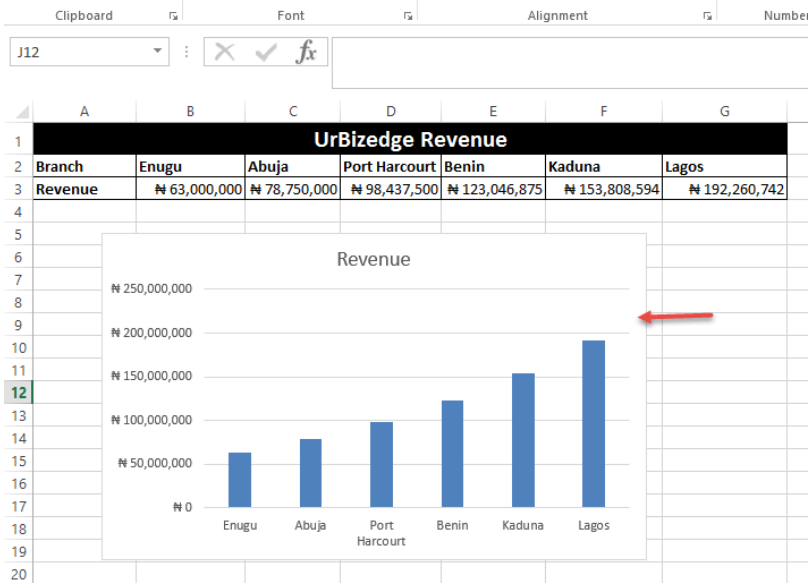 Clipboard Font Alignment Number
J12 fx
A B C D E F G
1 UrBizedge Revenue
2 Branch Enugu Abuja Port Harcourt Benin Kaduna Lagos
3 Revenue ₦ 63,000,000 ₦ 78,750,000 ₦ 98,437,500 ₦ 123,046,875 ₦ 153,808,594 ₦ 192,260,742
4
5
6
7
8
9
10
11
12
13
14
15
16
17
18
19
20
Revenue
₦ 250,000,000
₦ 200,000,000
₦ 150,000,000
₦ 100,000,000
₦ 50,000,000
₦ 0
Enugu Abuja Port Benin Kaduna Lagos
Harcourt